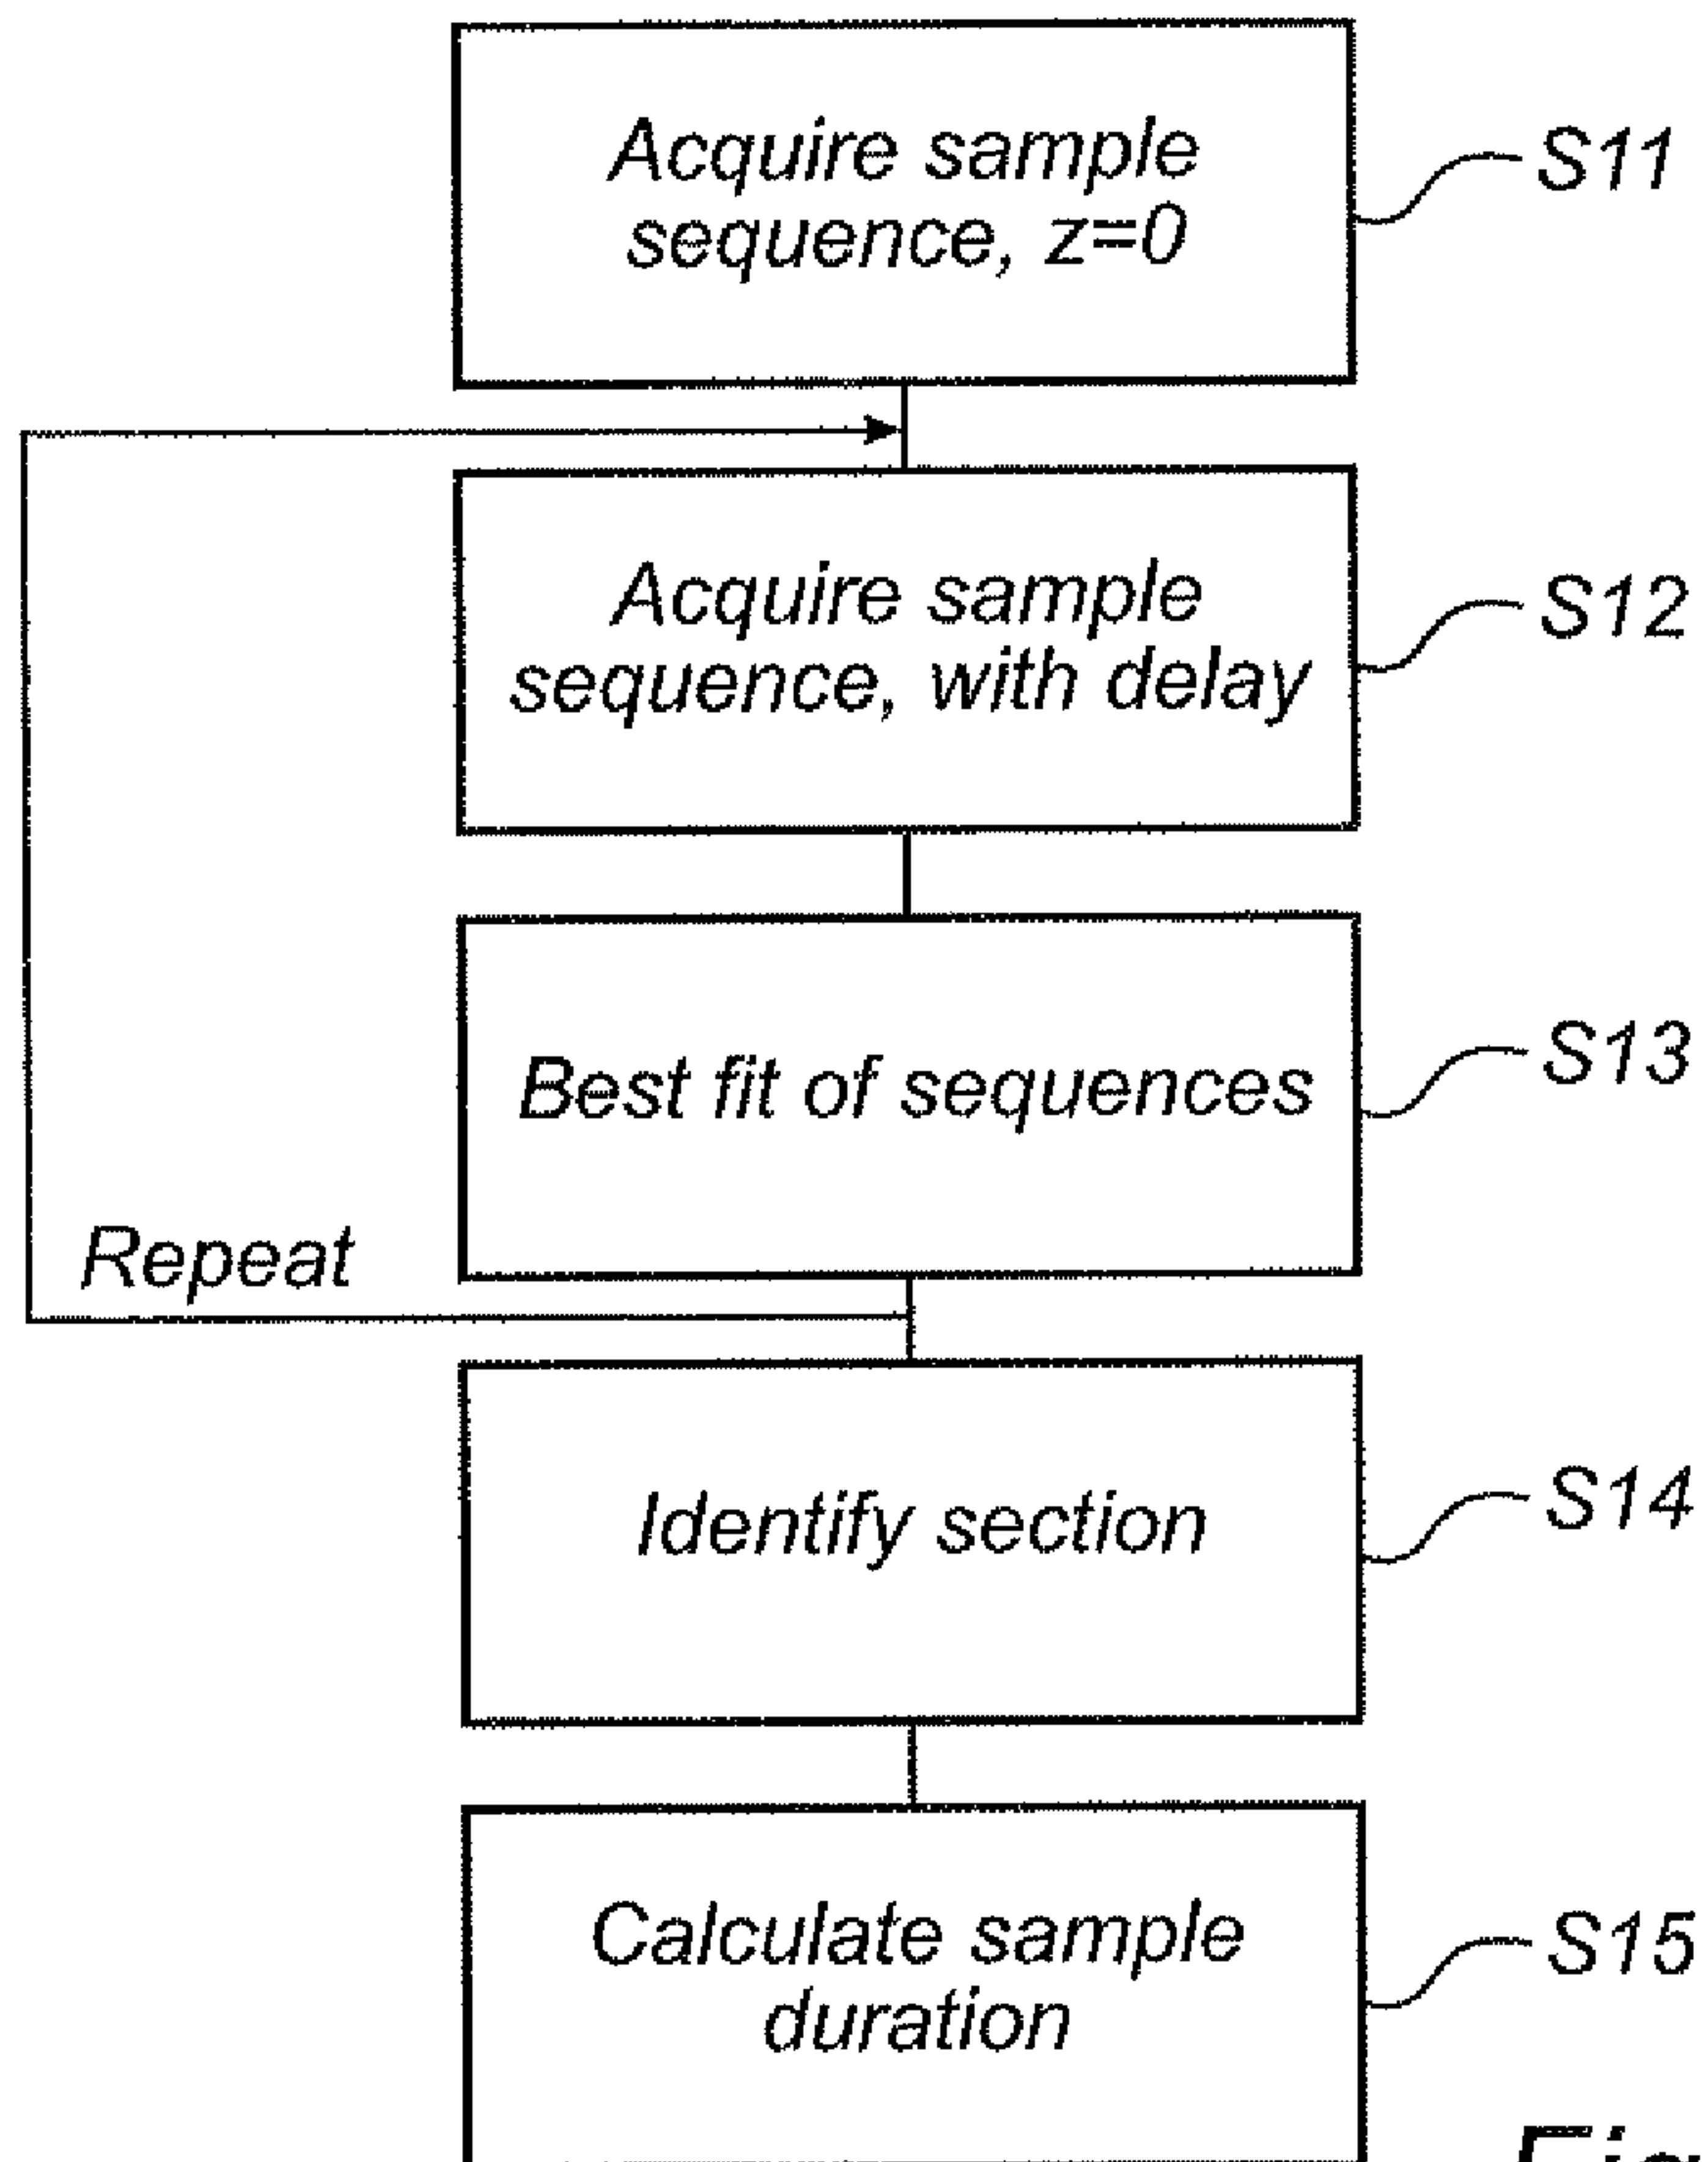 Acquire sample
sequence, z=0
S11
Acquire sample
sequence, with delay
S12
Best fit of sequences
S13
Repeat
Identify section
S14
Calculate sample
duration
S15